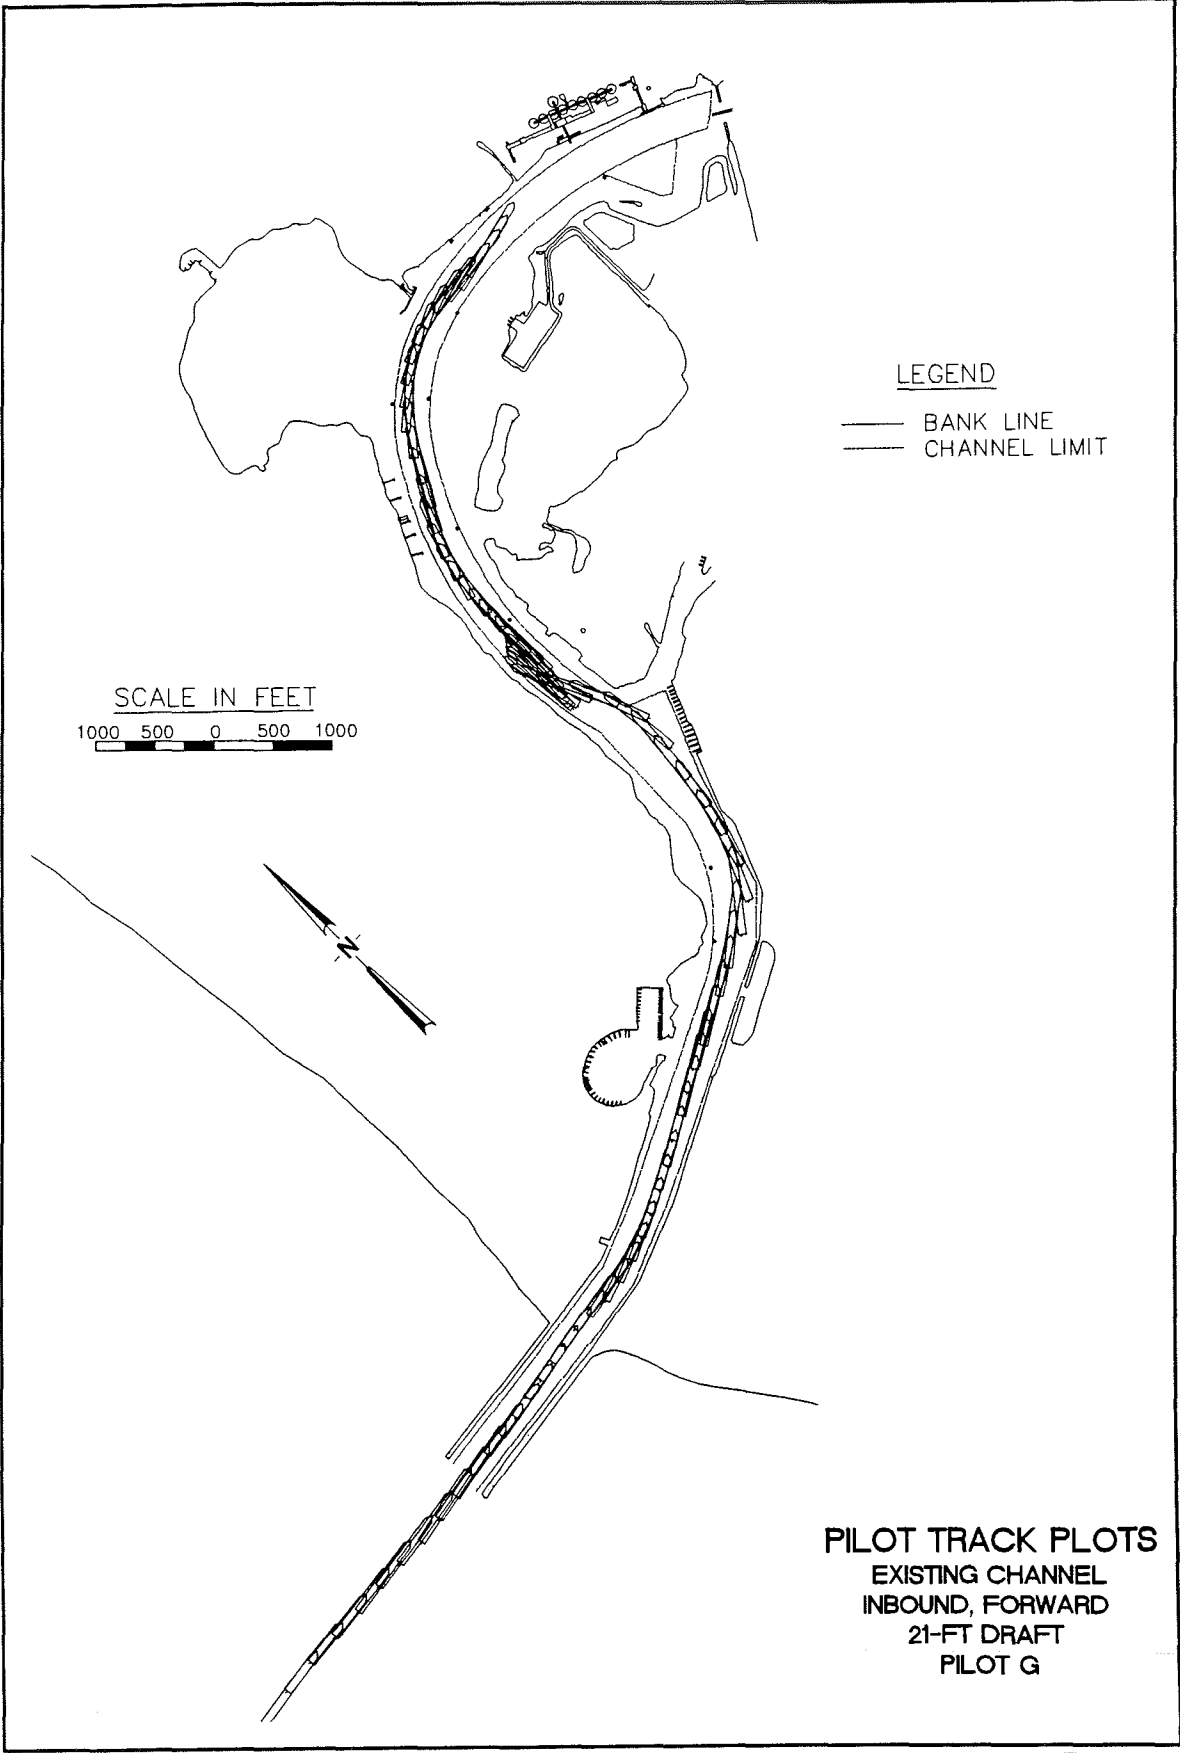 LEGEND
BANK LINE
CHANNEL LIMIT
SCALE IN FEET
1000 500 0 500 1000
N
PILOT TRACK PLOTS
EXISTING CHANNEL
INBOUND, FORWARD
21-FT DRAFT
PILOT G